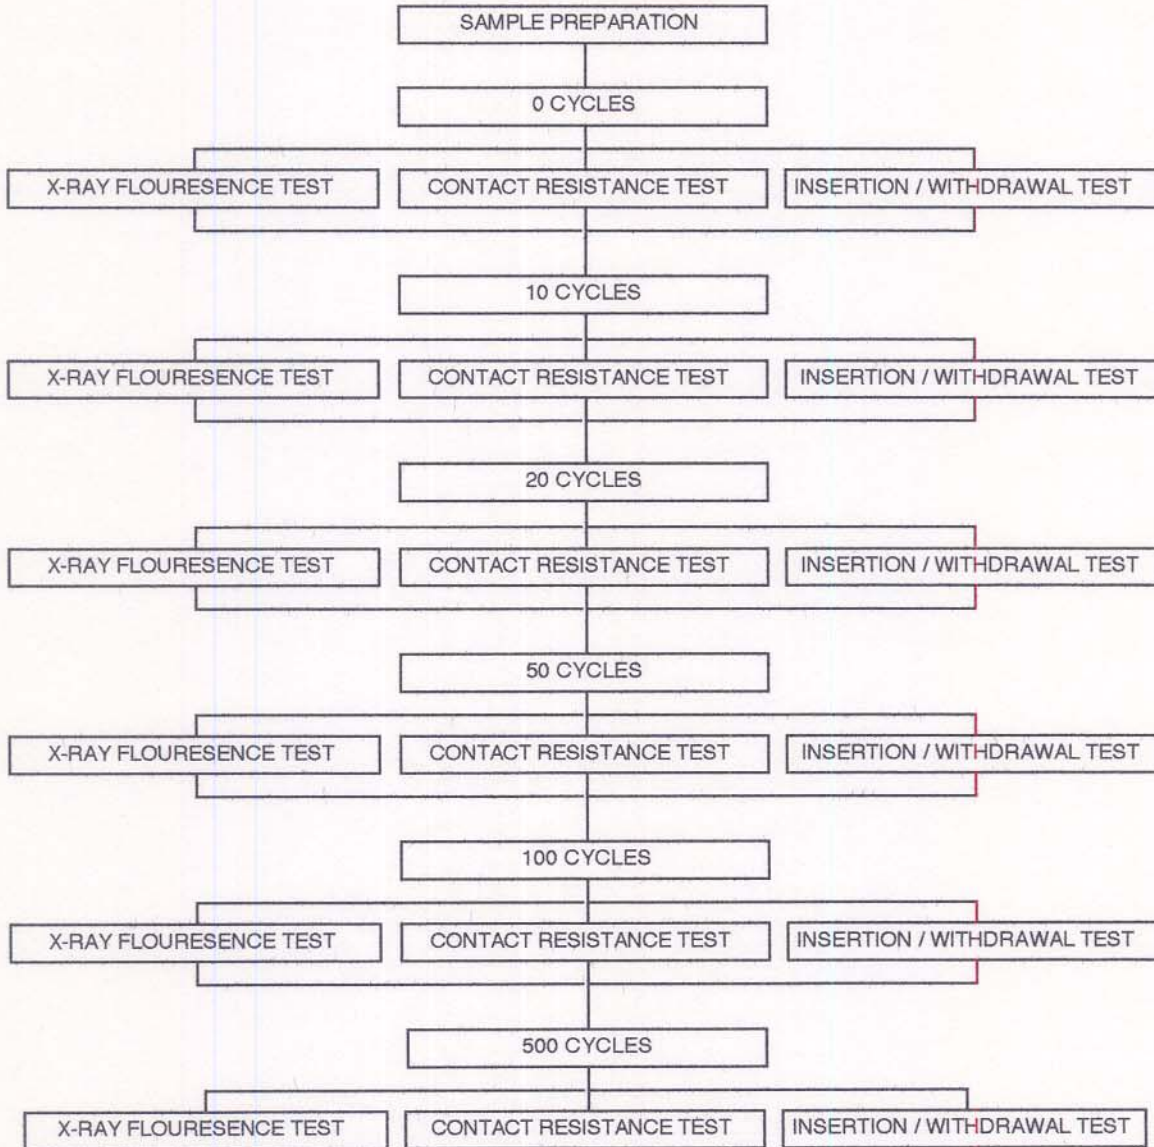 SAMPLE PREPARATION
0 CYCLES
X-RAY FLOURESENCE TEST
CONTACT RESISTANCE TEST
INSERTION / WITHDRAWAL TEST
10 CYCLES
X-RAY FLOURESENCE TEST
CONTACT RESISTANCE TEST
INSERTION / WITHDRAWAL TEST
20 CYCLES
X-RAY FLOURESENCE TEST
CONTACT RESISTANCE TEST
INSERTION / WITHDRAWAL TEST
50 CYCLES
X-RAY FLOURESENCE TEST
CONTACT RESISTANCE TEST
INSERTION / WITHDRAWAL TEST
100 CYCLES
X-RAY FLOURESENCE TEST
CONTACT RESISTANCE TEST
INSERTION / WITHDRAWAL TEST
500 CYCLES
X-RAY FLOURESENCE TEST
CONTACT RESISTANCE TEST
INSERTION / WITHDRAWAL TEST